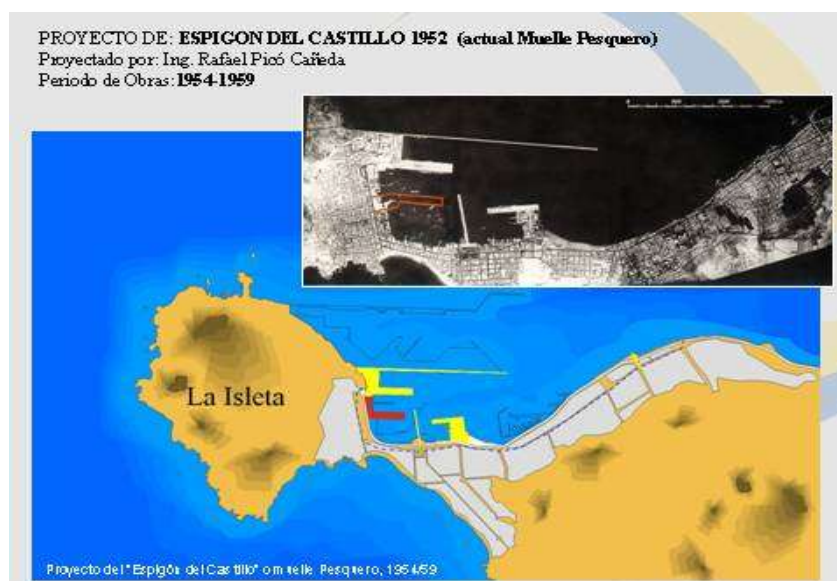 PROYECTO DE: ESPIGON DEL CASTILLO 1952 (actual Muelle Pesquero)
Proyectado por: Ing. Rafael Picó Cañeda
Periodo de Obras: 1954-1959
La Isleta
Proyecto del "Espigón del Castillo" o muelle Pesquero, 1954/59